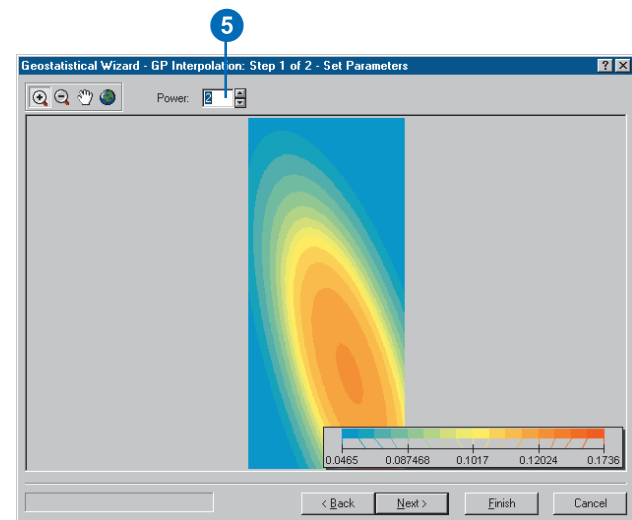 5
Geostatistical Wizard - GP Interpolation: Step 1 of 2 - Set Parameters
Power: 2
0.0465 0.087468 0.1017 0.12024 0.1736
< Back Next > Finish Cancel